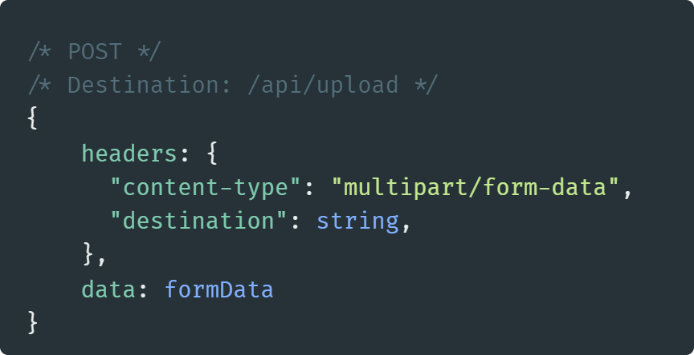 /* POST */
/* Destination: /api/upload */
{
    headers: {
      "content-type": "multipart/form-data",
      "destination": string,
    },
    data: formData
}